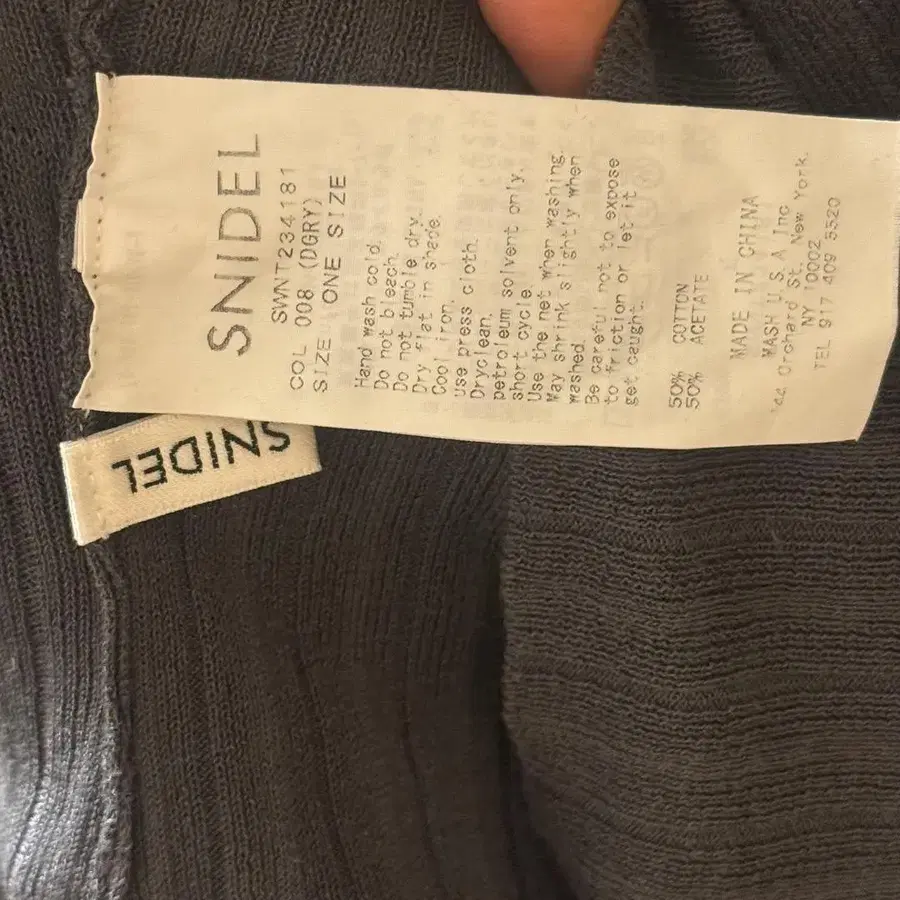 SNIDEL
SWNT234181
COL 008 (DGRY)
SIZE ONE SIZE
Hand wash cold.
Do not bleach.
Do not tumble dry.
Dry flat in shade.
Cool iron.
use press cloth.
Dryclean.
petroleum solvent only.
short cycle
Use the net when washing.
May shrink slightly when
washed.
Be careful not to expose
to friction or let it
get caught.
50% COTTON
50% ACETATE
MADE IN CHINA
MASH U.S.A Inc
Orchard St. New York.
NY 10002
TEL 917 409 5520
SNIDEL